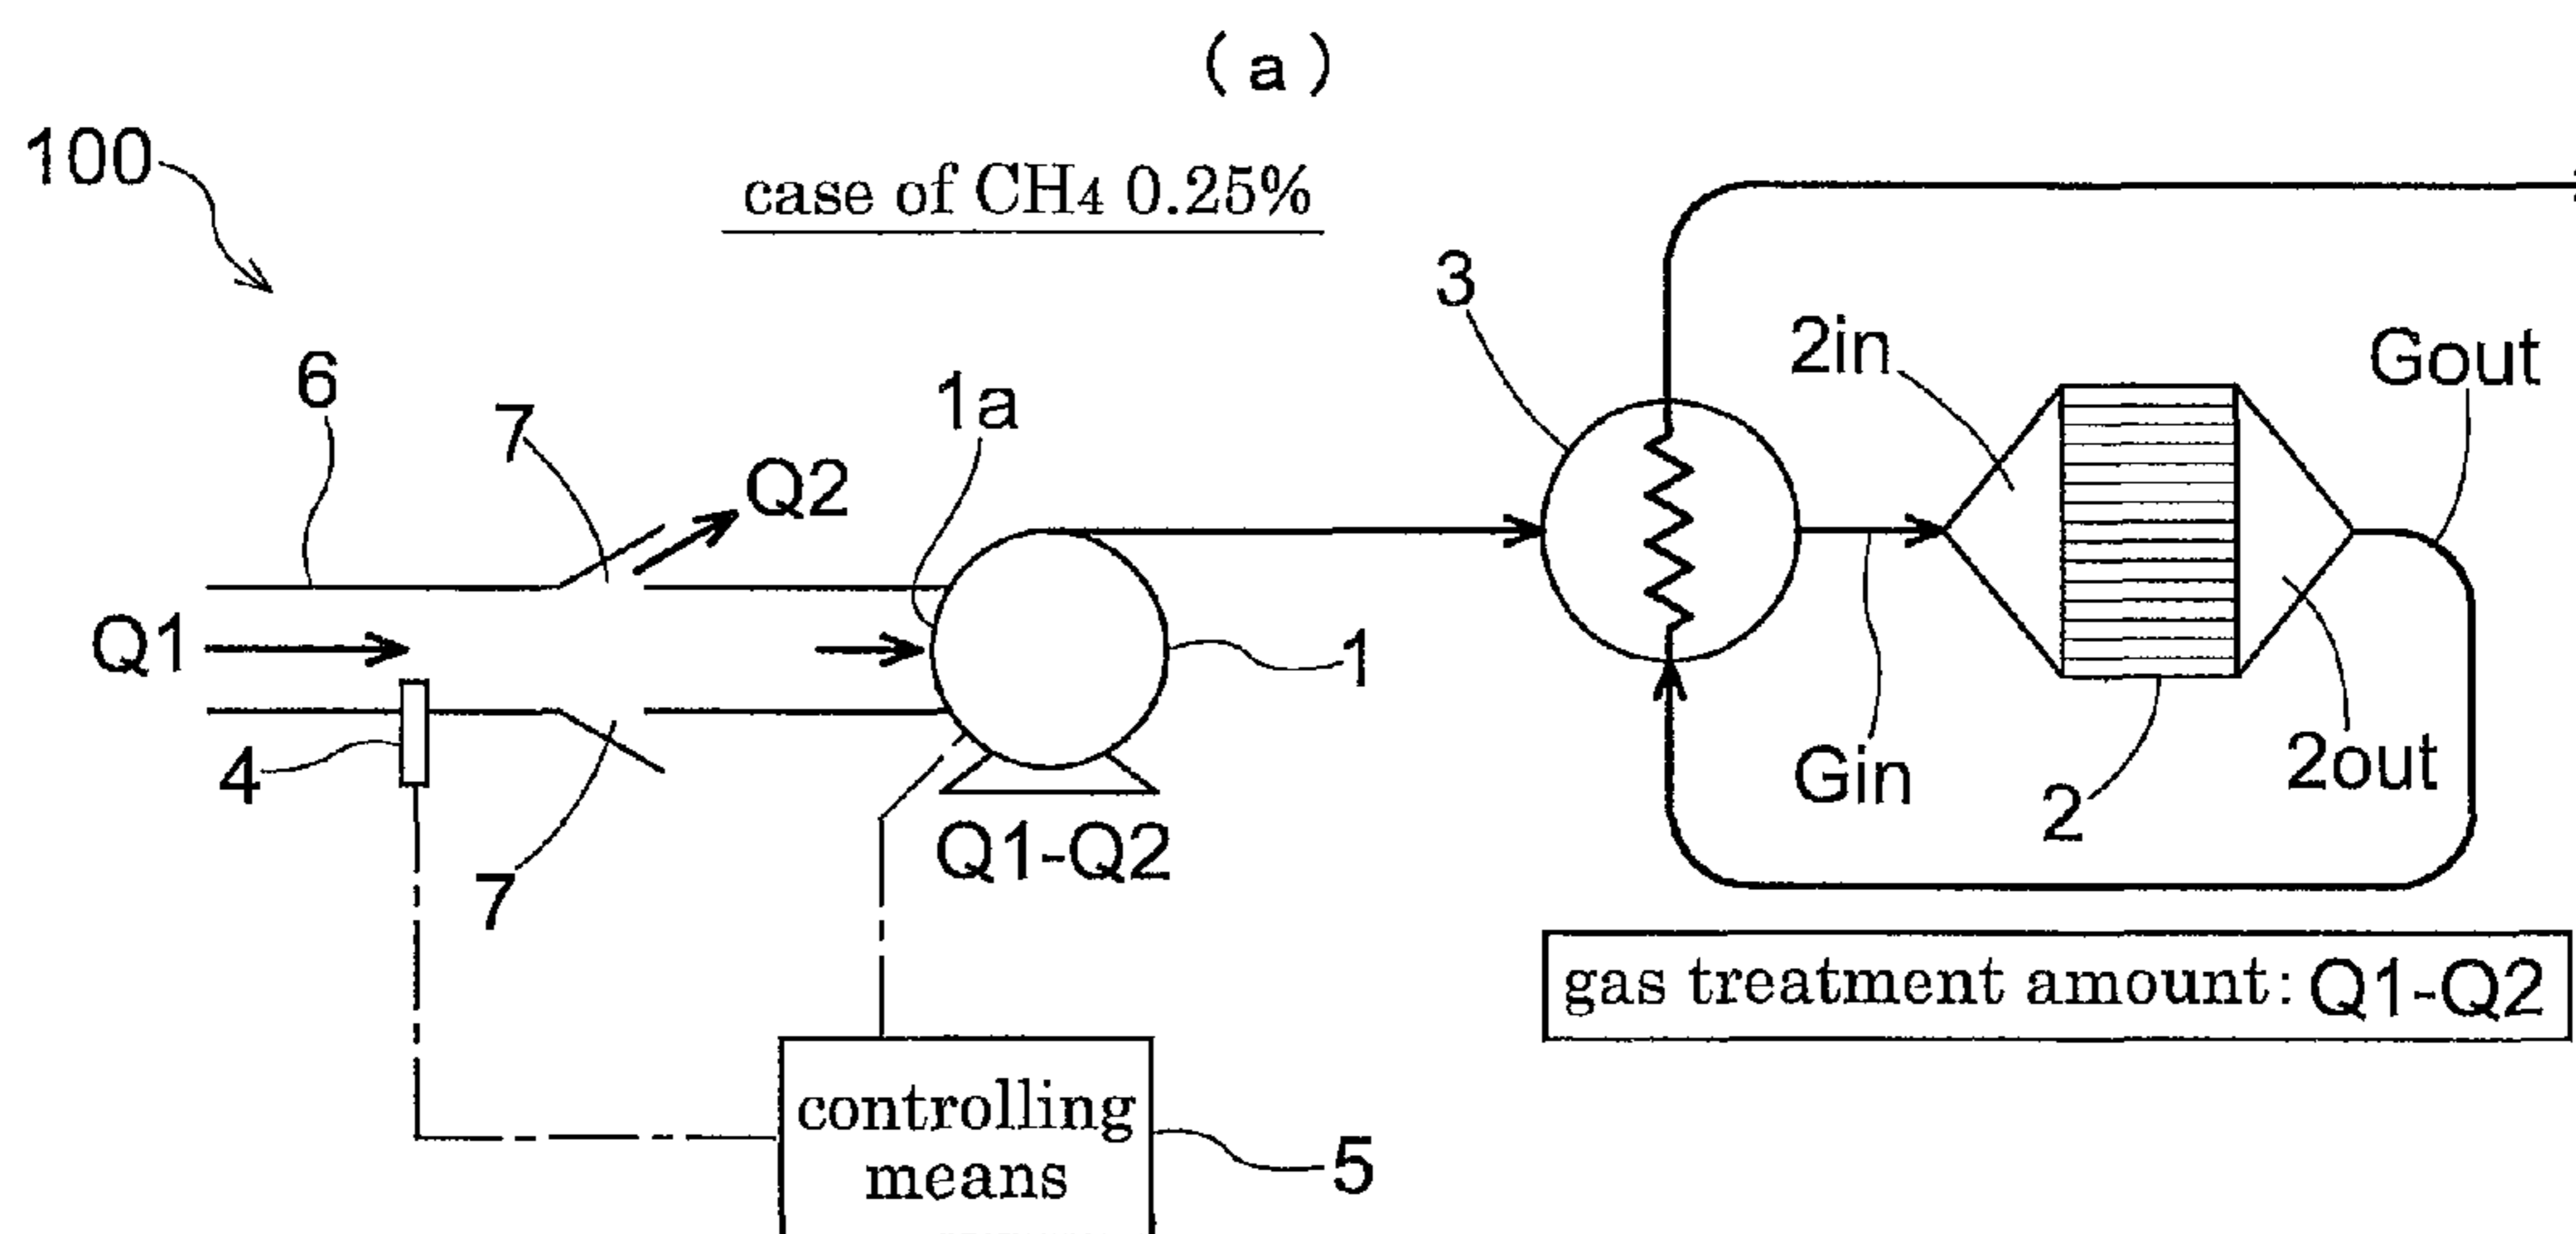 (a)
100
case of CH4 0.25%
3
2in
Gout
6
7
1a
Q2
Q1
1
4
Gin
2out
2
7
Q1-Q2
gas treatment amount: Q1-Q2
controlling
means
5